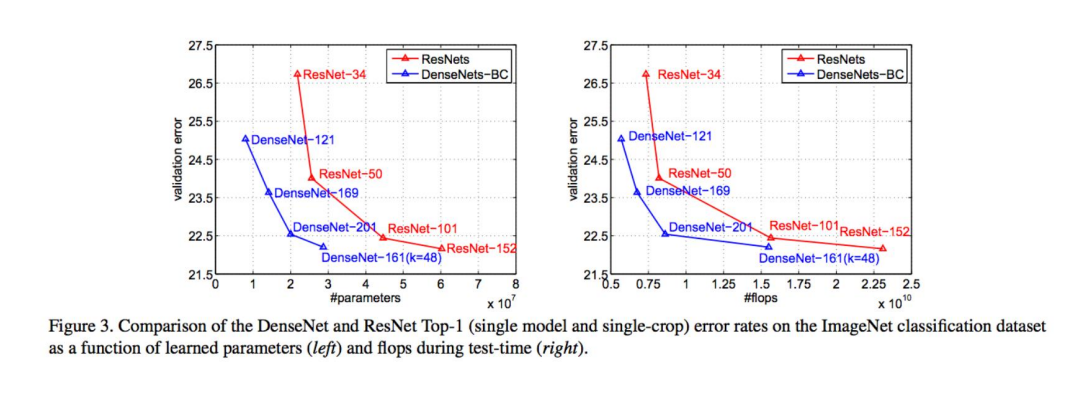 27.5
26.5
25.5
24.5
23.5
22.5
21.5
validation error
ResNets
DenseNets-BC
ResNet-34
DenseNet-121
ResNet-50
DenseNet-169
DenseNet-201
ResNet-101
ResNet-152
DenseNet-161(k=48)
0 1 2 3 4 5 6 7 8
#parameters
x 10^7
27.5
26.5
25.5
24.5
23.5
22.5
21.5
validation error
ResNets
DenseNets-BC
ResNet-34
DenseNet-121
ResNet-50
DenseNet-169
DenseNet-201
ResNet-101
ResNet-152
DenseNet-161(k=48)
0.5 0.75 1 1.25 1.5 1.75 2 2.25 2.5
#flops
x 10^10
Figure 3. Comparison of the DenseNet and ResNet Top-1 (single model and single-crop) error rates on the ImageNet classification dataset
as a function of learned parameters (left) and flops during test-time (right).